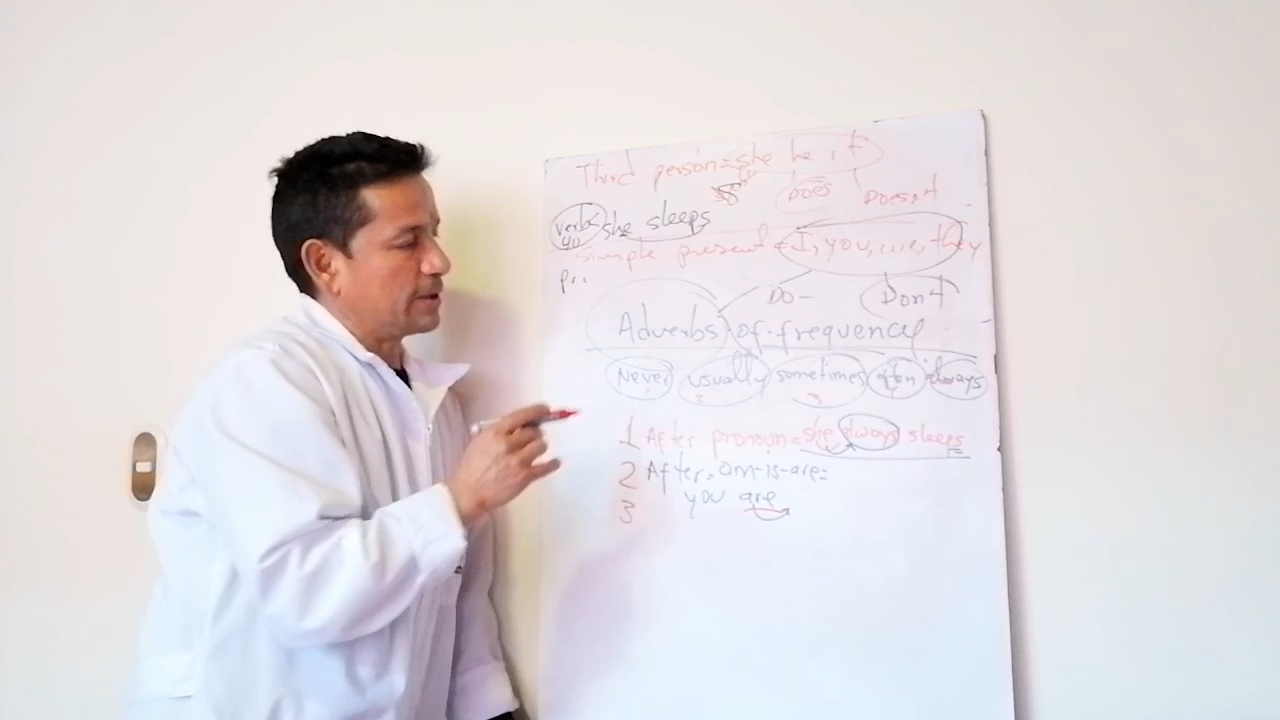 Third person = she he, it
DOES Doesn't
verbs she sleeps
simple present = I, you, we, they
DO - Don't
Adverbs of frequency
Never usually sometimes often always
1 After pronoun = she always sleeps
2 After = am-is-are =
you are
3